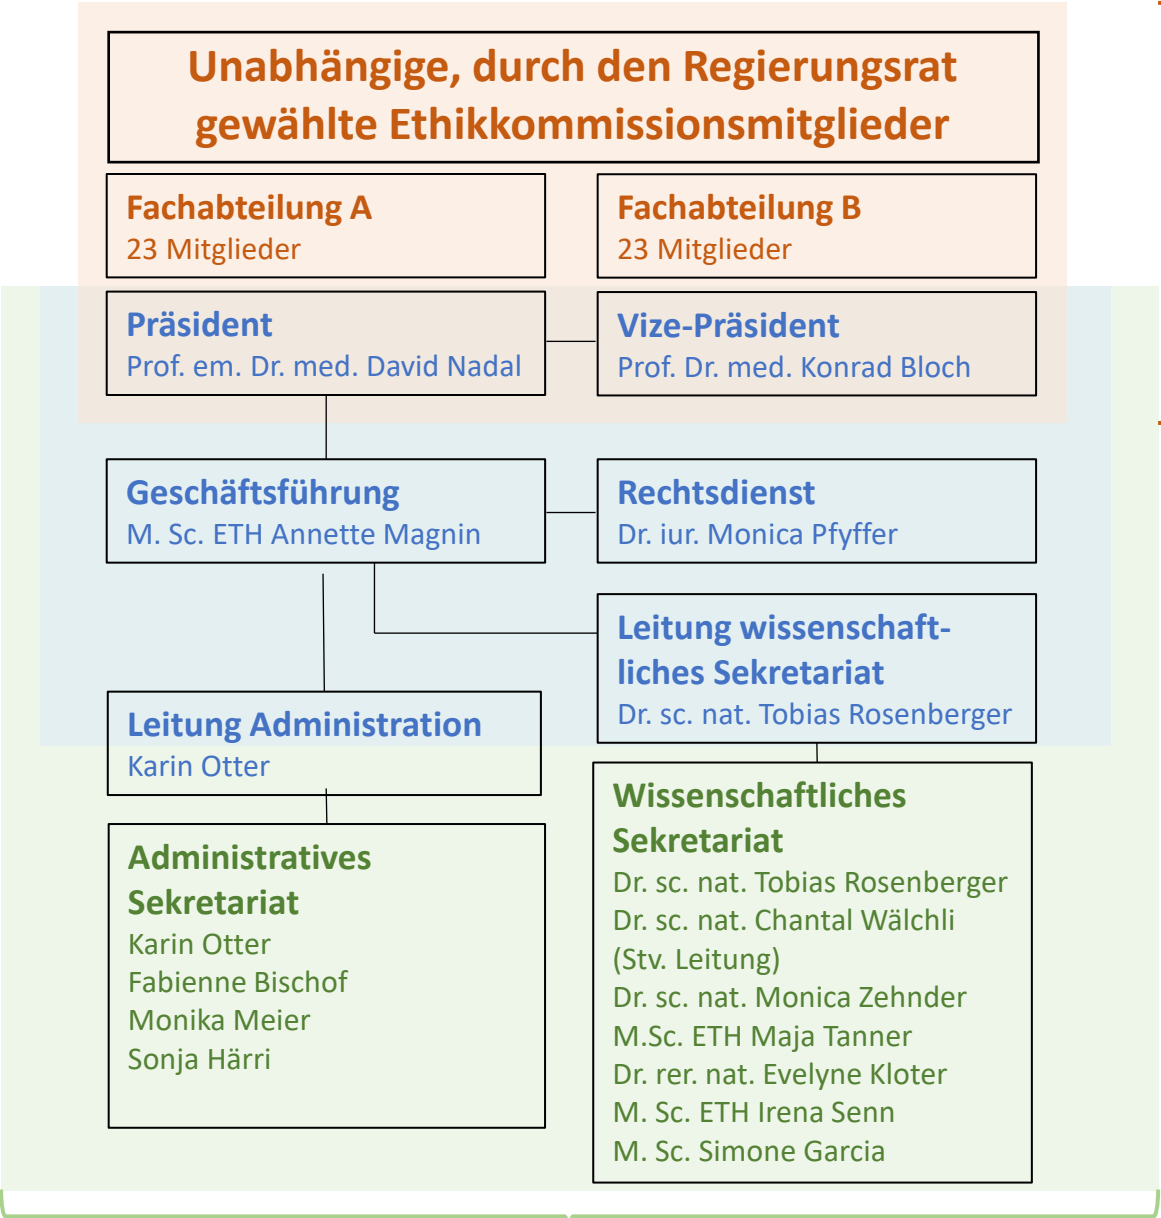 Unabhängige, durch den Regierungsrat
gewählte Ethikkommissionsmitglieder
Fachabteilung A
23 Mitglieder
Fachabteilung B
23 Mitglieder
Präsident
Prof. em. Dr. med. David Nadal
Vize-Präsident
Prof. Dr. med. Konrad Bloch
Geschäftsführung
M. Sc. ETH Annette Magnin
Rechtsdienst
Dr. iur. Monica Pfyffer
Leitung wissenschaft-
liches Sekretariat
Dr. sc. nat. Tobias Rosenberger
Leitung Administration
Karin Otter
Administratives
Sekretariat
Karin Otter
Fabienne Bischof
Monika Meier
Sonja Härri
Wissenschaftliches
Sekretariat
Dr. sc. nat. Tobias Rosenberger
Dr. sc. nat. Chantal Wälchli
(Stv. Leitung)
Dr. sc. nat. Monica Zehnder
M.Sc. ETH Maja Tanner
Dr. rer. nat. Evelyne Kloter
M. Sc. ETH Irena Senn
M. Sc. Simone Garcia